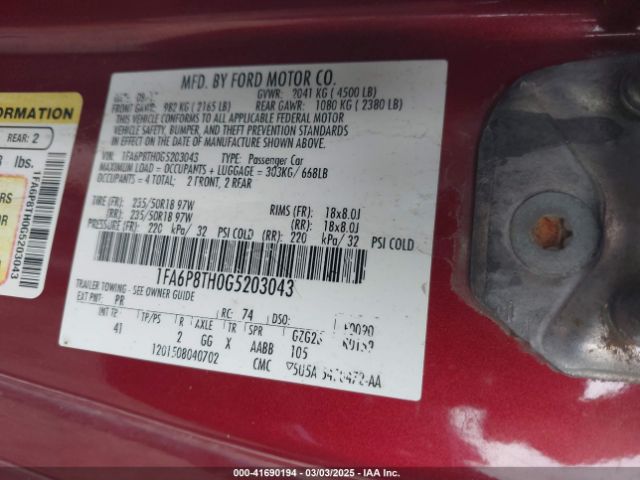 MFD. BY FORD MOTOR CO.
GVWR: 2041 KG ( 4500 LB)
FRONT GAWR: 982 KG ( 2165 LB) REAR GAWR: 1080 KG ( 2380 LB)
THIS VEHICLE CONFORMS TO ALL APPLICABLE FEDERAL MOTOR
VEHICLE SAFETY, BUMPER, AND THEFT PREVENTION STANDARDS
IN EFFECT ON THE DATE OF MANUFACTURE SHOWN ABOVE.
VIN: 1FA6P8TH0G5203043 TYPE: Passenger Car
MAXIMUM LOAD = OCCUPANTS + LUGGAGE = 303KG/ 668LB
OCCUPANTS = 4 TOTAL; 2 FRONT, 2 REAR
TIRE (FR): 235/50R18 97W RIMS (FR): 18x8.0J
(RR): 235/50R18 97W (RR): 18x8.0J
PRESSURE (FR): 220 kPa/ 32 PSI COLD (RR): 220 kPa/ 32 PSI COLD
1FA6P8TH0G5203043
TRAILER TOWING - SEE OWNER GUIDE
EXT PNT: PR RC: 74 DSO:
INT TR TP/PS R AXLE TR SPR
41 2 GG X AABB 105
1201508040702 CMC
ORMATION
REAR: 2
lbs.
ERS
OR
1FA6P8TH0G5203043
000-41690194 - 03/03/2025 - IAAI.COM